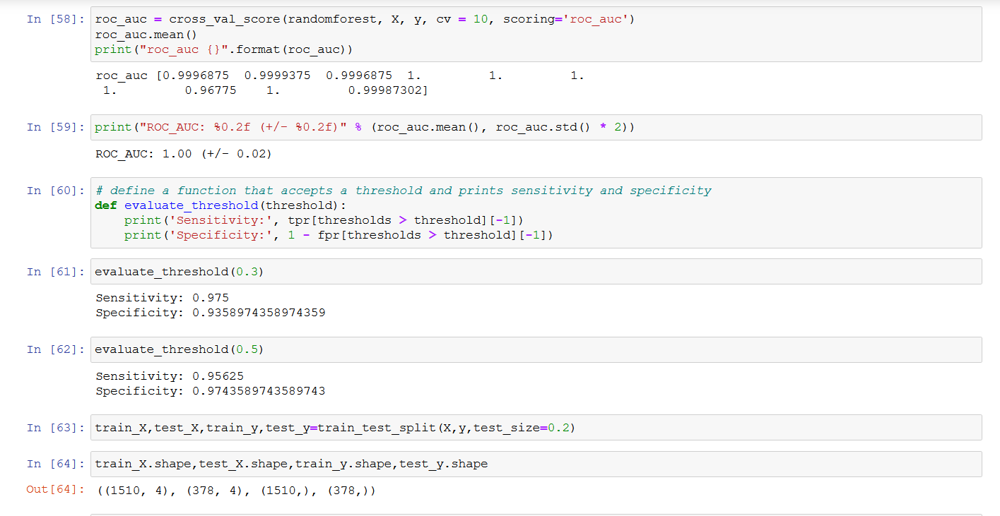 In [58]: roc_auc = cross_val_score(randomforest, X, y, cv = 10, scoring='roc_auc')
roc_auc.mean()
print("roc_auc {}".format(roc_auc))
roc_auc [0.9996875  0.9999375  0.9996875  1.         1.         1.
 1.         0.96775    1.         0.99987302]
In [59]: print("ROC_AUC: %0.2f (+/- %0.2f)" % (roc_auc.mean(), roc_auc.std() * 2))
ROC_AUC: 1.00 (+/- 0.02)
In [60]: # define a function that accepts a threshold and prints sensitivity and specificity
def evaluate_threshold(threshold):
    print('Sensitivity:', tpr[thresholds > threshold][-1])
    print('Specificity:', 1 - fpr[thresholds > threshold][-1])
In [61]: evaluate_threshold(0.3)
Sensitivity: 0.975
Specificity: 0.9358974358974359
In [62]: evaluate_threshold(0.5)
Sensitivity: 0.95625
Specificity: 0.9743589743589743
In [63]: train_X,test_X,train_y,test_y=train_test_split(X,y,test_size=0.2)
In [64]: train_X.shape,test_X.shape,train_y.shape,test_y.shape
Out[64]: ((1510, 4), (378, 4), (1510,), (378,))